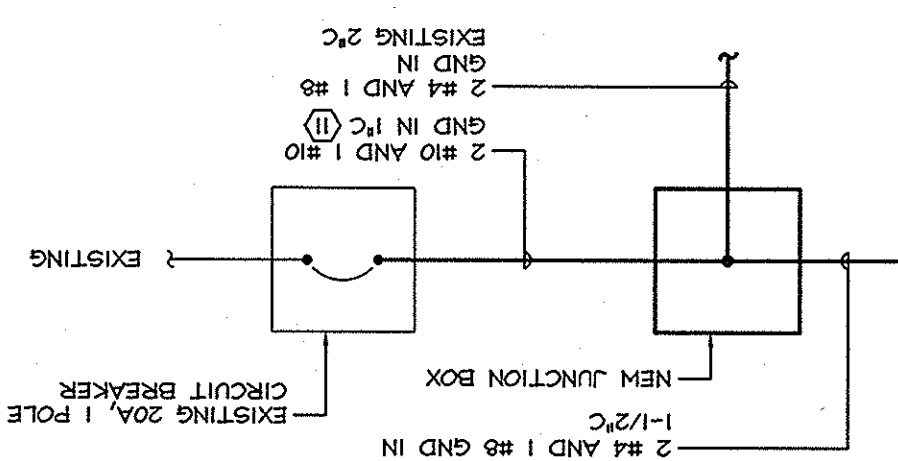 2 #4 AND 1 #8 GND IN
1-1/2"C
EXISTING 20A, 1 POLE
CIRCUIT BREAKER
NEW JUNCTION BOX
EXISTING
2 #10 AND 1 #10
GND IN 1"C 11
2 #4 AND 1 #8
GND IN
EXISTING 2"C